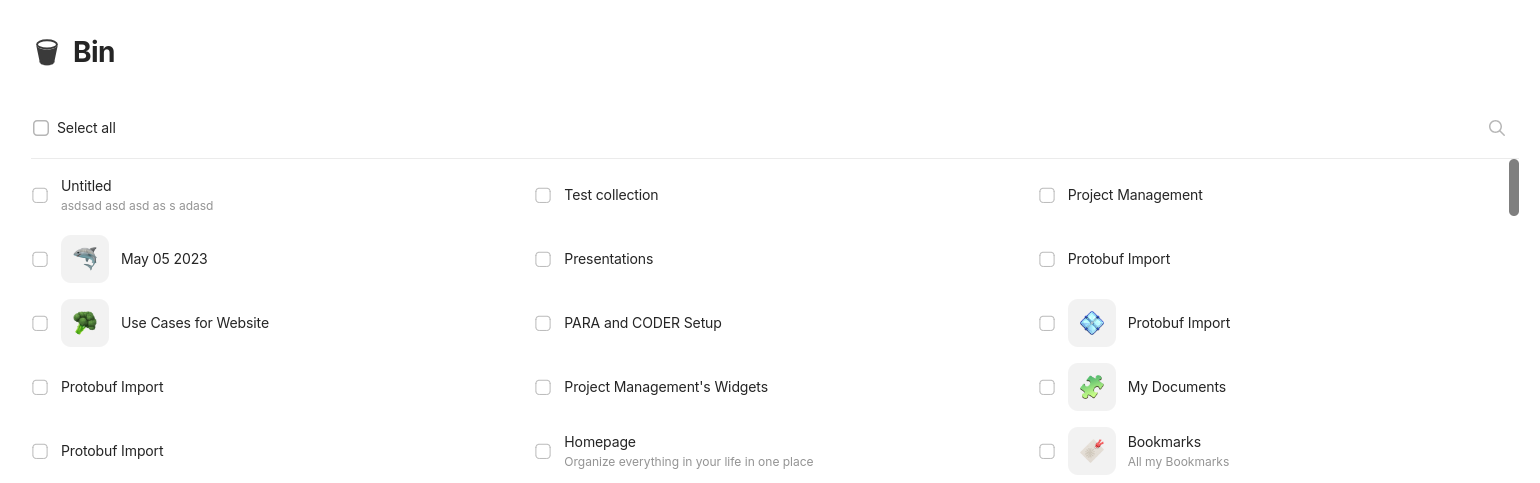 Bin
Select all
Untitled
asdsad asd asd as s adasd
Test collection
Project Management
May 05 2023
Presentations
Protobuf Import
Use Cases for Website
PARA and CODER Setup
Protobuf Import
Protobuf Import
Project Management's Widgets
My Documents
Protobuf Import
Homepage
Organize everything in your life in one place
Bookmarks
All my Bookmarks